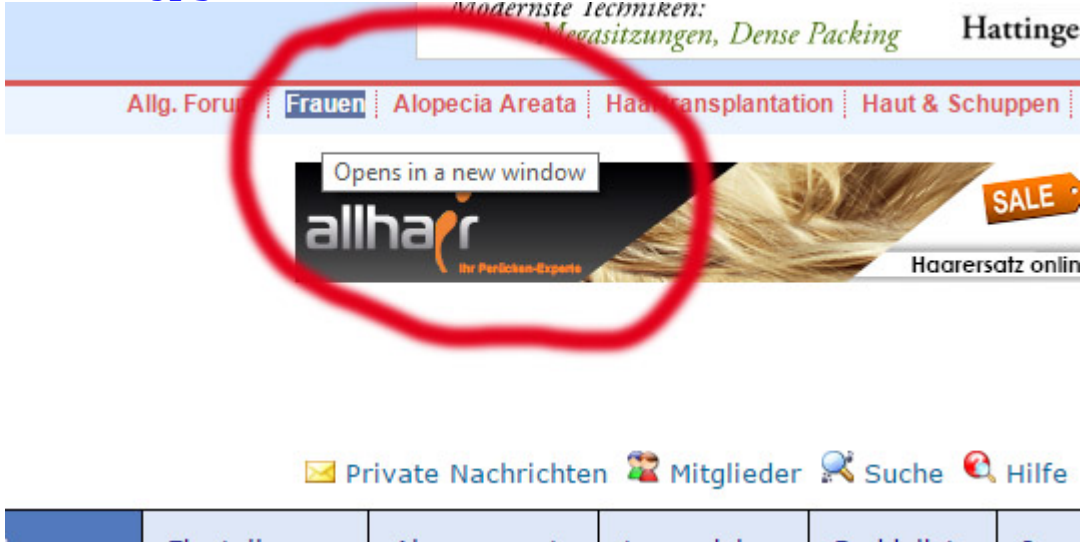 Modernste Techniken:
Megasitzungen, Dense Packing
Hattinge
Allg. Forum Frauen Alopecia Areata Haartransplantation Haut & Schuppen
Opens in a new window
allhair
Ihr Perücken-Experte
SALE
Haarersatz onlin
Private Nachrichten Mitglieder Suche Hilfe